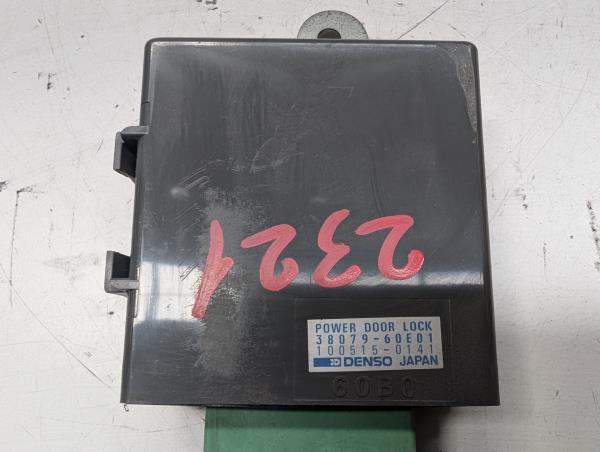 2321
POWER DOOR LOCK
38079-60E01
100515-0141
DENSO JAPAN
60B0